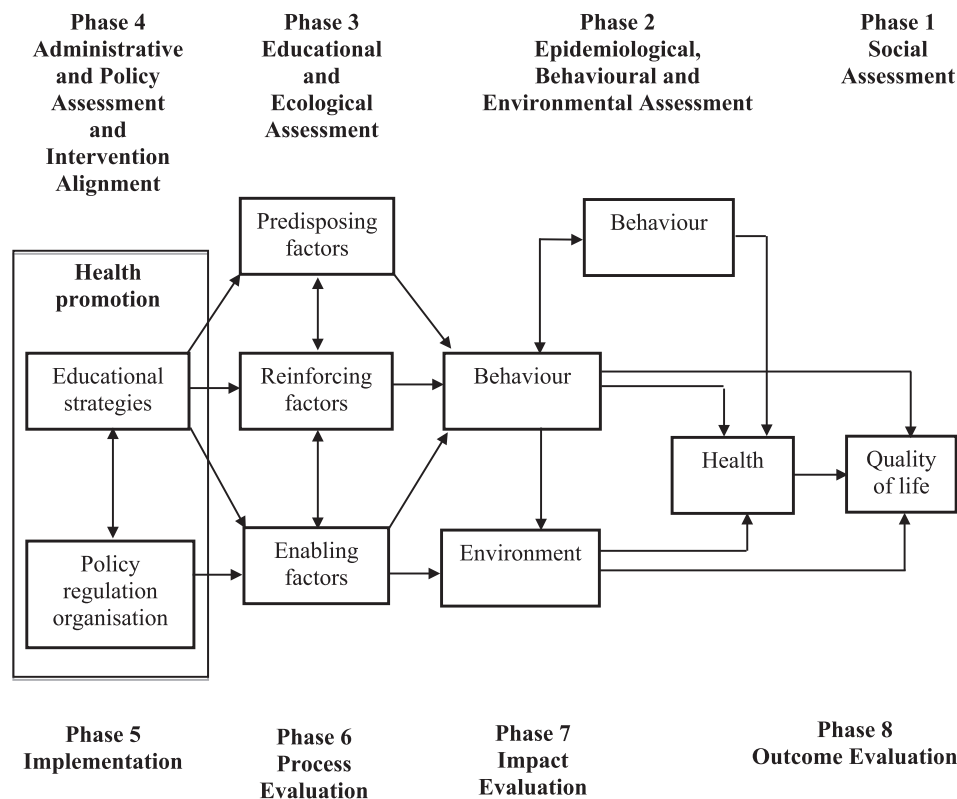 Phase 4
Administrative
and Policy
Assessment
and
Intervention
Alignment
Phase 3
Educational
and
Ecological
Assessment
Phase 2
Epidemiological,
Behavioural and
Environmental Assessment
Phase 1
Social
Assessment
Health
promotion
Educational
strategies
Policy
regulation
organisation
Predisposing
factors
Reinforcing
factors
Enabling
factors
Behaviour
Behaviour
Environment
Health
Quality
of life
Phase 5
Implementation
Phase 6
Process
Evaluation
Phase 7
Impact
Evaluation
Phase 8
Outcome Evaluation